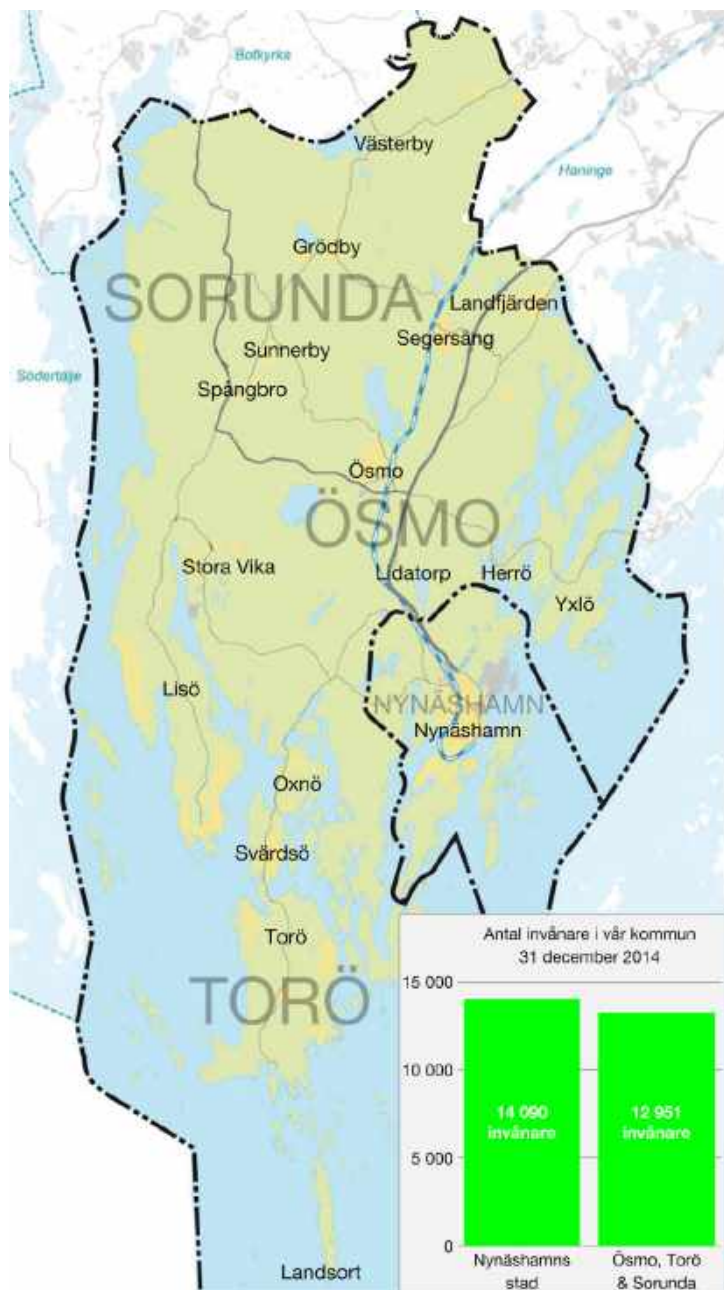 Botkyrka
Västerby
Haninge
Grödby
SORUNDA
Landfjärden
Segersäng
Sunnerby
Södertälje
Spångbro
Ösmo
ÖSMO
Stora Vika
Lidatorp
Herrö
Yxlö
Lisö
NYNÄSHAMN
Nynäshamn
Oxnö
Svärdsö
Torö
TORÖ
Landsort
Antal invånare i vår kommun
31 december 2014
15 000
10 000
5 000
0
14 090
invånare
12 951
invånare
Nynäshamns
stad
Ösmo, Torö
& Sorunda